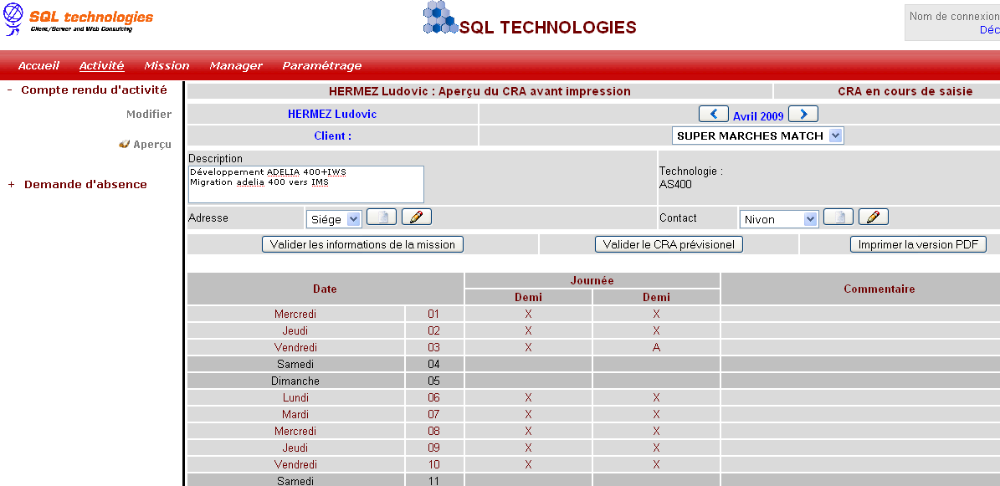 SQL technologies
Client/Server and Web Consulting
SQL TECHNOLOGIES
Nom de connexion
Déc
Accueil Activité Mission Manager Paramétrage
- Compte rendu d'activité
Modifier
Aperçu
+ Demande d'absence
HERMEZ Ludovic : Aperçu du CRA avant impression CRA en cours de saisie
HERMEZ Ludovic Avril 2009
Client : SUPER MARCHES MATCH
Description
Développement ADELIA 400+IWS
Migration adelia 400 vers IMS
Technologie :
AS400
Adresse Siége Contact Nivon
Valider les informations de la mission Valider le CRA prévisionel Imprimer la version PDF
Date Journée Commentaire
Demi Demi
Mercredi 01 X X
Jeudi 02 X X
Vendredi 03 X A
Samedi 04
Dimanche 05
Lundi 06 X X
Mardi 07 X X
Mercredi 08 X X
Jeudi 09 X X
Vendredi 10 X X
Samedi 11